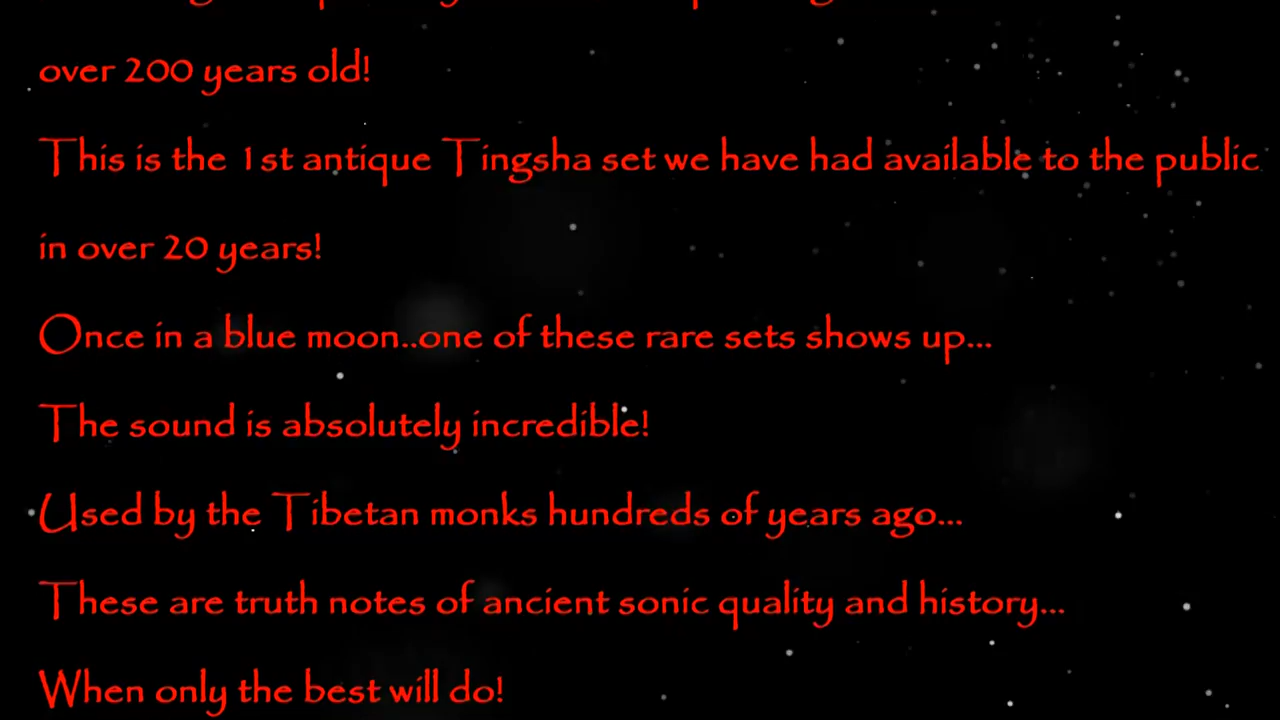 over 200 years old!
This is the 1st antique Tingsha set we have had available to the public
in over 20 years!
Once in a blue moon..one of these rare sets shows up...
The sound is absolutely incredible!
Used by the Tibetan monks hundreds of years ago...
These are truth notes of ancient sonic quality and history...
When only the best will do!